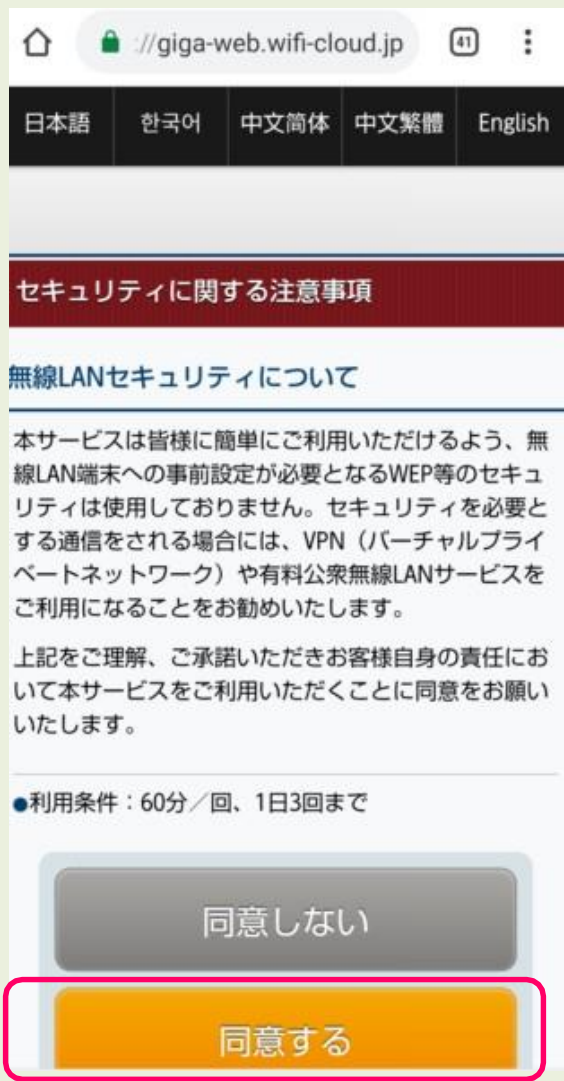 ://giga-web.wifi-cloud.jp 41
日本語 한국어 中文简体 中文繁體 English
セキュリティに関する注意事項
無線LANセキュリティについて
本サービスは皆様に簡単にご利用いただけるよう、無
線LAN端末への事前設定が必要となるWEP等のセキュ
リティは使用しておりません。セキュリティを必要と
する通信をされる場合には、VPN（バーチャルプライ
ベートネットワーク）や有料公衆無線LANサービスを
ご利用になることをお勧めいたします。
上記をご理解、ご承諾いただきお客様自身の責任にお
いて本サービスをご利用いただくことに同意をお願い
いたします。
●利用条件：60分／回、1日3回まで
同意しない
同意する